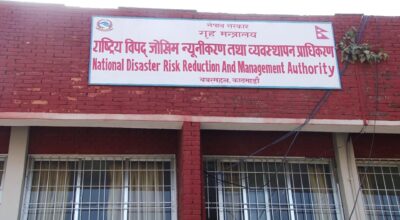 नेपाल सरकार
गृह मन्त्रालय
राष्ट्रिय विपद् जोखिम न्यूनीकरण तथा व्यवस्थापन प्राधिकरण
National Disaster Risk Reduction And Management Authority
बबरमहल, काठमाडौं